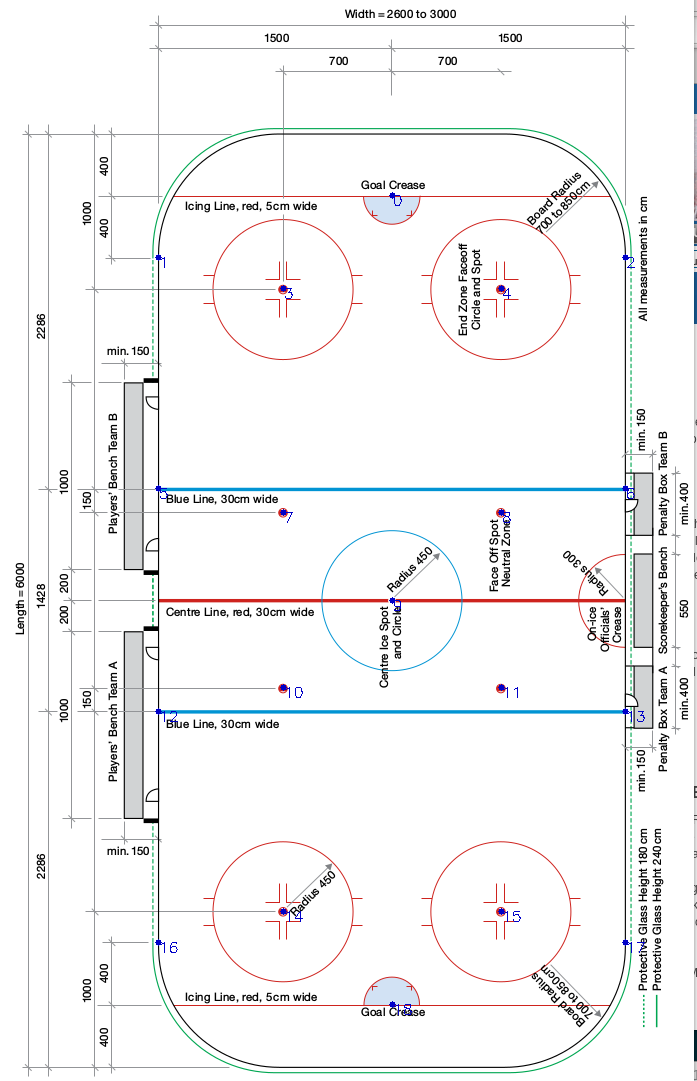 Width = 2600 to 3000
1500
1500
700
700
400
1000
400
2286
Length = 6000
1428
Goal Crease
0
Icing Line, red, 5cm wide
Board Radius
700 to 850cm
All measurements in cm
1
2
3
4
End Zone Faceoff
Circle and Spot
min. 150
Players' Bench Team B
1000
150
5
6
Blue Line, 30cm wide
7
8
Face Off Spot
Neutral Zone
Radius 450
200
200
Centre Line, red, 30cm wide
Centre Ice Spot
and Circle
9
Radius 300
On-ice
Officials'
Crease
min. 150
Penalty Box Team B
min. 400
Scorekeeper's Bench
550
Penalty Box Team A
min. 400
min. 150
Players' Bench Team A
1000
150
10
11
12
13
Blue Line, 30cm wide
min. 150
2286
Radius 450
14
15
16
Protective Glass Height 180 cm
Protective Glass Height 240 cm
400
1000
400
Icing Line, red, 5cm wide
Goal Crease
Board Radius
700 to 850cm